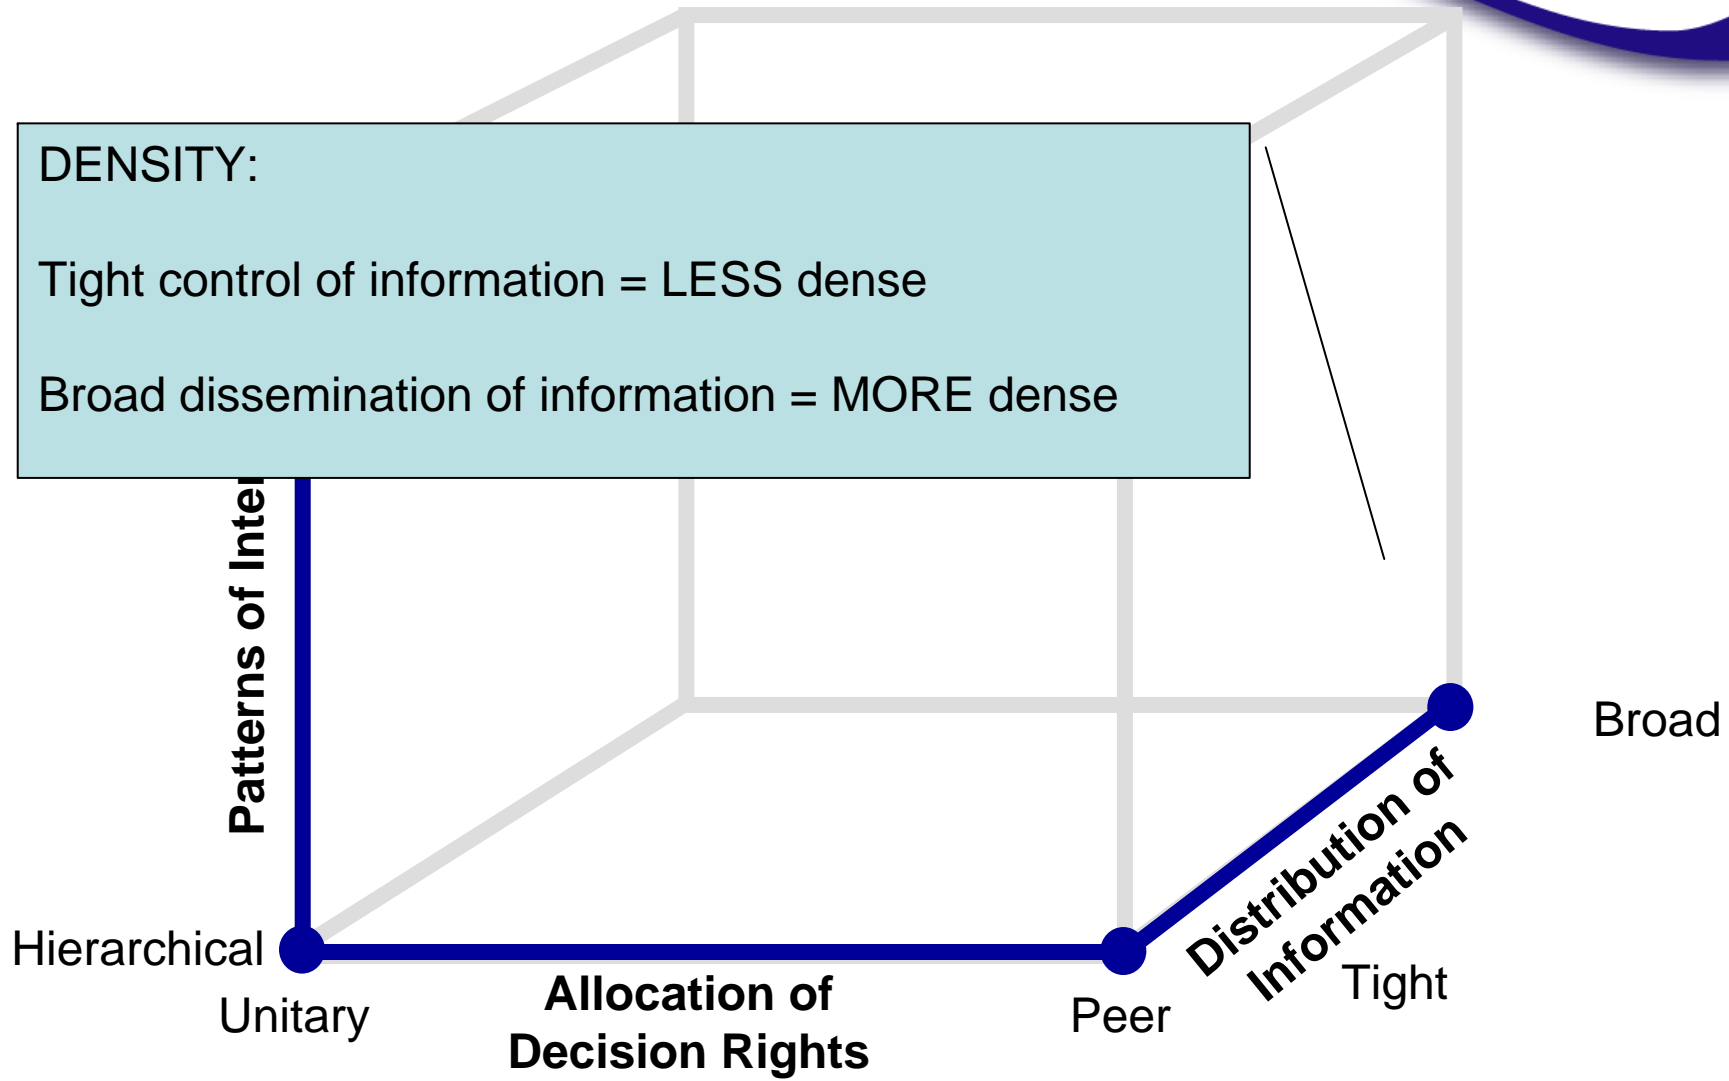 DENSITY:
Tight control of information = LESS dense
Broad dissemination of information = MORE dense
Patterns of
Broad
Distribution of
Information
Hierarchical
Tight
Unitary
Allocation of
Decision Rights
Peer